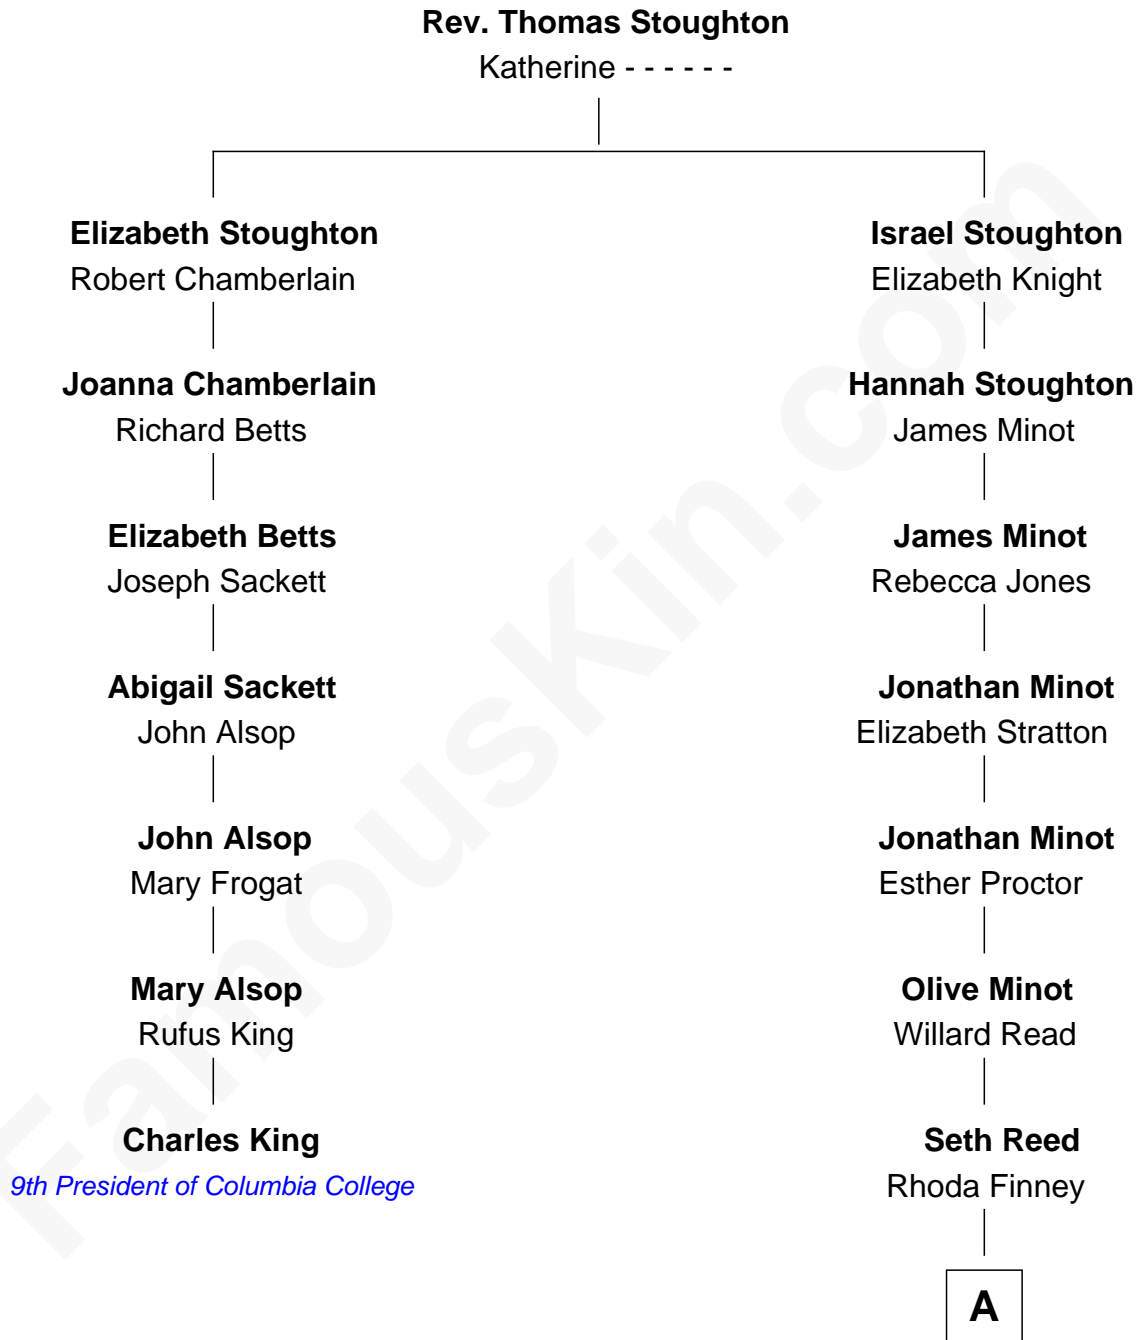 Rev. Thomas Stoughton
Katherine - - - - - -
Elizabeth Stoughton
Robert Chamberlain
Joanna Chamberlain
Richard Betts
Elizabeth Betts
Joseph Sackett
Abigail Sackett
John Alsop
John Alsop
Mary Frogat
Mary Alsop
Rufus King
Charles King
9th President of Columbia College
Israel Stoughton
Elizabeth Knight
Hannah Stoughton
James Minot
James Minot
Rebecca Jones
Jonathan Minot
Elizabeth Stratton
Jonathan Minot
Esther Proctor
Olive Minot
Willard Read
Seth Reed
Rhoda Finney
A
FamousKin.com